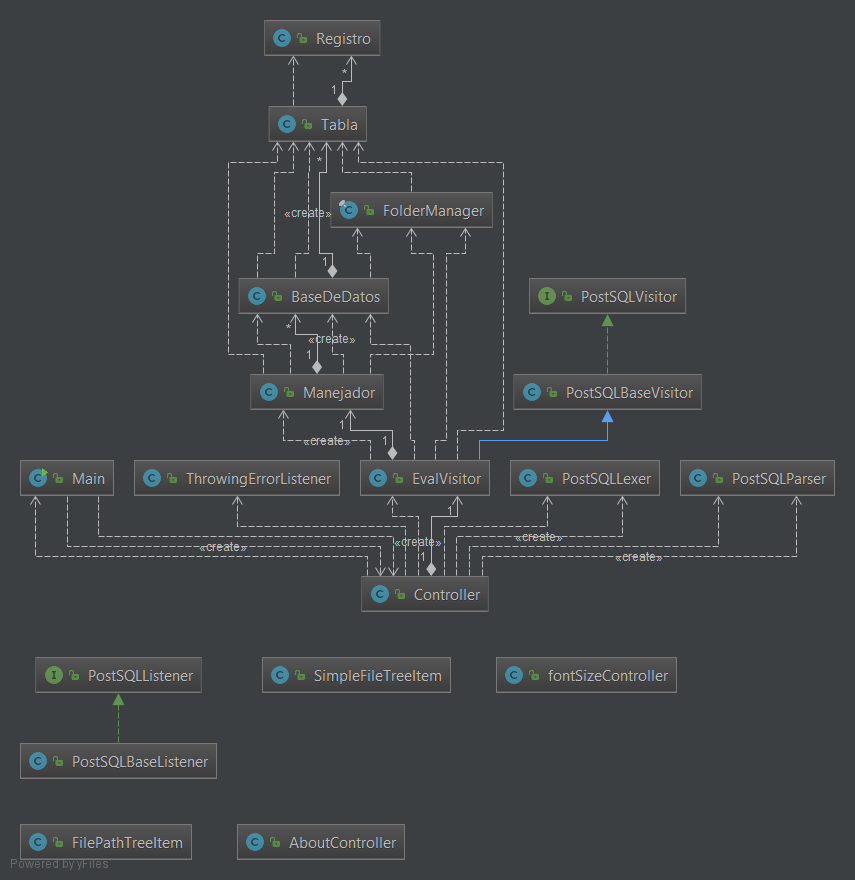 Registro
*
1
Tabla
*
FolderManager
«create»
1
BaseDeDatos
PostSQLVisitor
*
«create»
1
Manejador
PostSQLBaseVisitor
1
«create»
1
Main
ThrowingErrorListener
EvalVisitor
PostSQLLexer
PostSQLParser
1
«create»
«create»
«create»
1
«create»
Controller
PostSQLListener
SimpleFileTreeItem
fontSizeController
PostSQLBaseListener
FilePathTreeItem
AboutController
Powered by yFiles